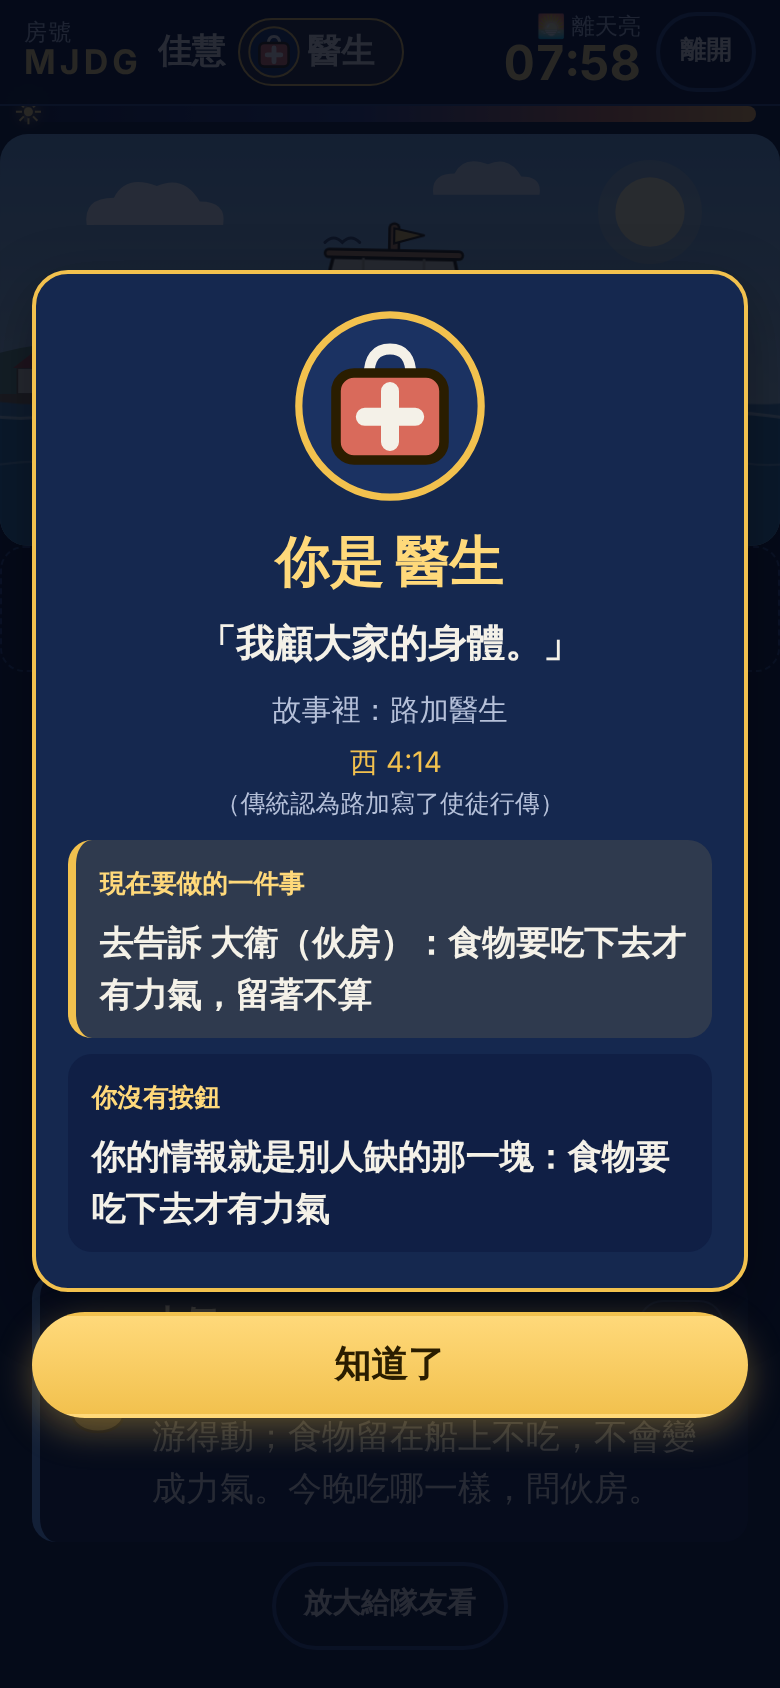 房號
MJDG 佳慧 醫生
離天亮
07:58
離開
你是 醫生
「我顧大家的身體。」
故事裡：路加醫生
西 4:14
（傳統認為路加寫了使徒行傳）
現在要做的一件事
去告訴 大衛（伙房）：食物要吃下去才
有力氣，留著不算
你沒有按鈕
你的情報就是別人缺的那一塊：食物要
吃下去才有力氣
知道了
游得動；食物留在船上不吃，不會變
成力氣。今晚吃哪一樣，問伙房。
放大給隊友看